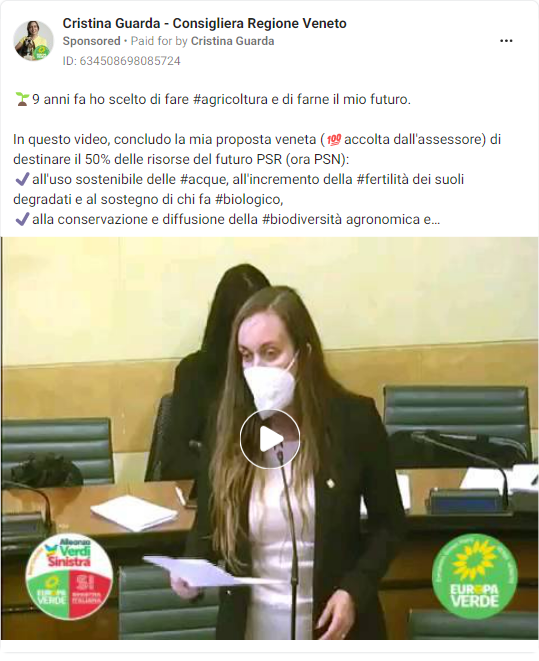 Cristina Guarda - Consigliera Regione Veneto
Sponsored • Paid for by Cristina Guarda
ID: 634508698085724
🌱9 anni fa ho scelto di fare #agricoltura e di farne il mio futuro.
In questo video, concludo la mia proposta veneta (💯accolta dall'assessore) di
destinare il 50% delle risorse del futuro PSR (ora PSN):
✔️all'uso sostenibile delle #acque, all'incremento della #fertilità dei suoli
degradati e al sostegno di chi fa #biologico,
✔️alla conservazione e diffusione della #biodiversità agronomica e...
Alleanza
Verdi
Sinistra
EUROPA
VERDE
SI
SINISTRA
ITALIANA
EUROPA
VERDE